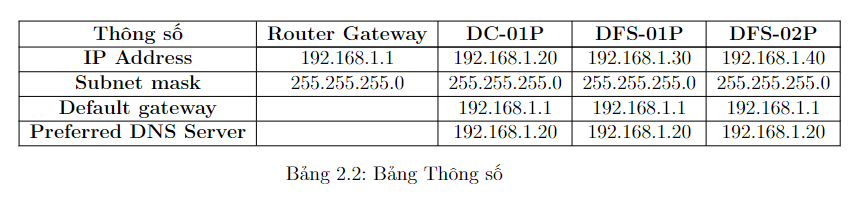 Thông số Router Gateway DC-01P DFS-01P DFS-02P
IP Address 192.168.1.1 192.168.1.20 192.168.1.30 192.168.1.40
Subnet mask 255.255.255.0 255.255.255.0 255.255.255.0 255.255.255.0
Default gateway 192.168.1.1 192.168.1.1 192.168.1.1
Preferred DNS Server 192.168.1.20 192.168.1.20 192.168.1.20
Bảng 2.2: Bảng Thông số